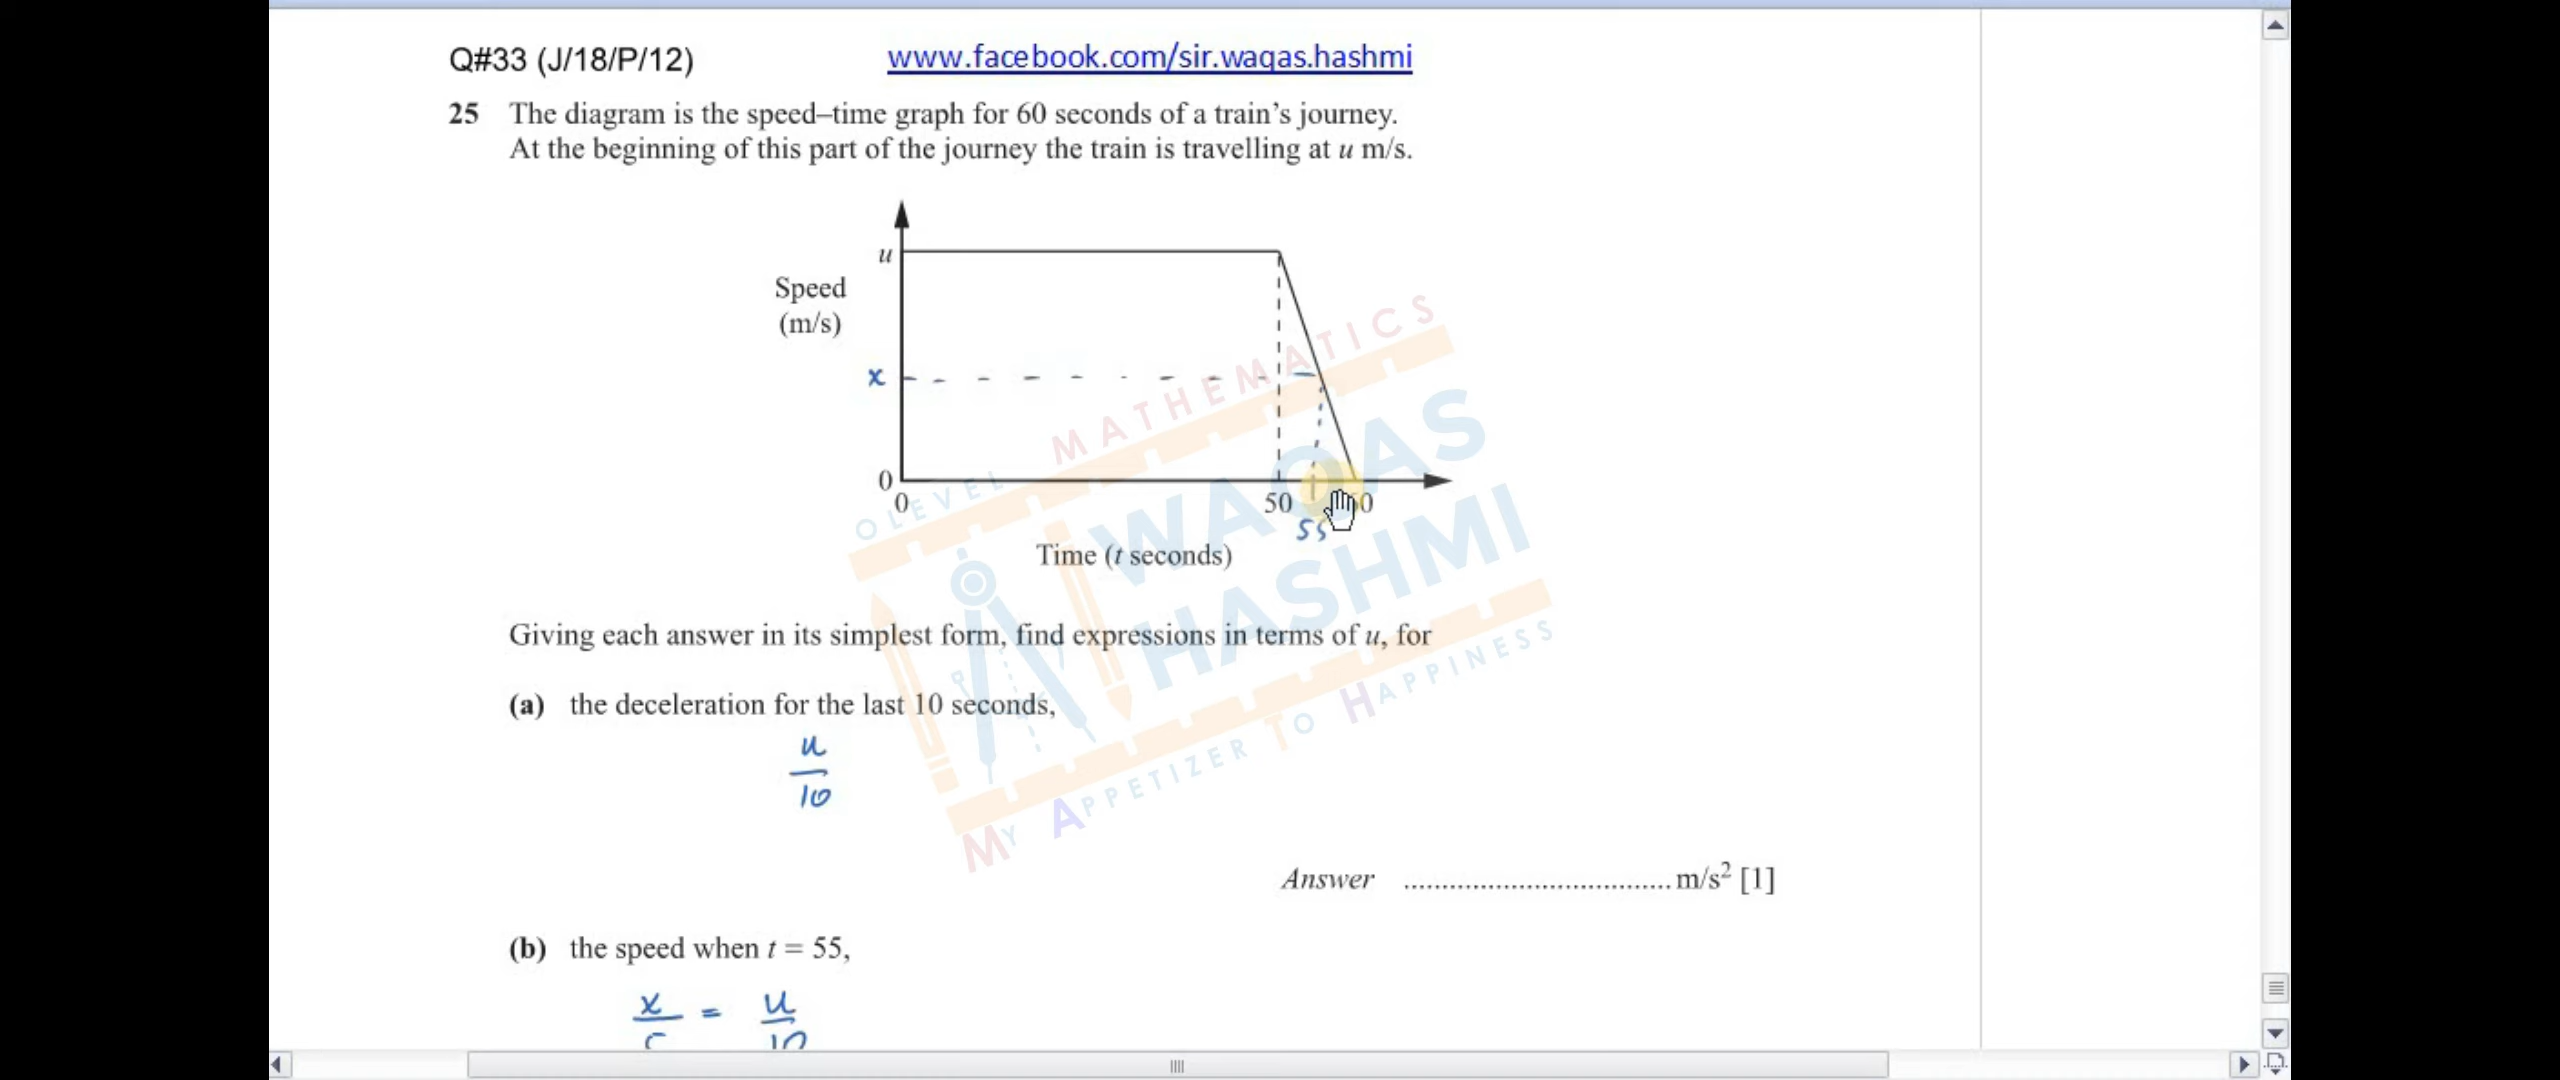 Q#33 (J/18/P/12) www.facebook.com/sir.waqas.hashmi
25 The diagram is the speed–time graph for 60 seconds of a train's journey.
At the beginning of this part of the journey the train is travelling at u m/s.
u
Speed
(m/s)
x
0
0 50 0
55
Time (t seconds)
O LEVEL MATHEMATICS
WAQAS
HASHMI
MY APPETIZER TO HAPPINESS
Giving each answer in its simplest form, find expressions in terms of u, for
(a) the deceleration for the last 10 seconds,
u
10
Answer .................................... m/s² [1]
(b) the speed when t = 55,
x = u
10